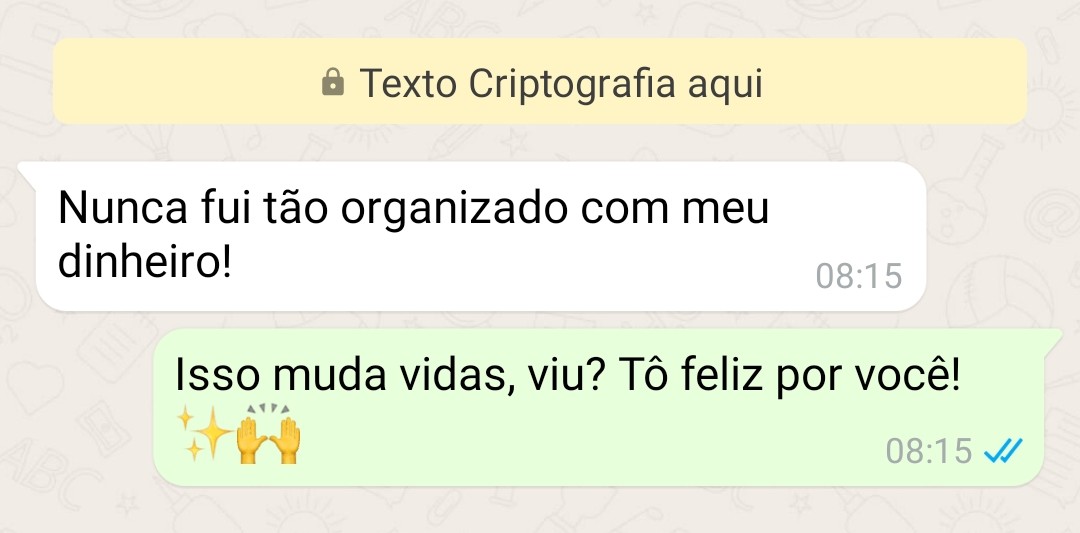 🔒 Texto Criptografia aqui
Nunca fui tão organizado com meu
dinheiro!
08:15
Isso muda vidas, viu? Tô feliz por você!
✨🙌
08:15